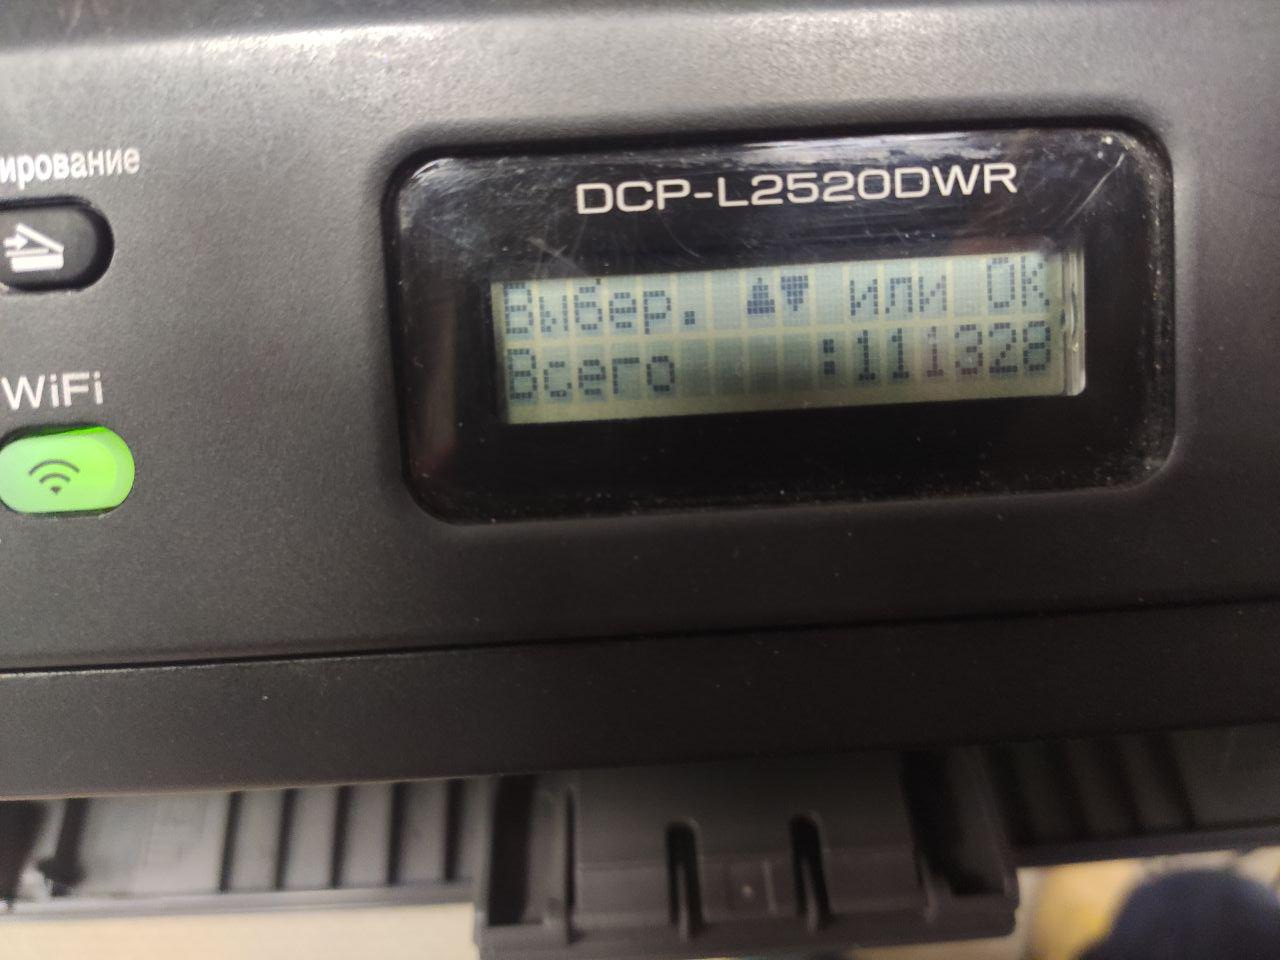 ирование
DCP-L2520DWR
Выбер. ▲▼ или OK
Всего :111328
WiFi